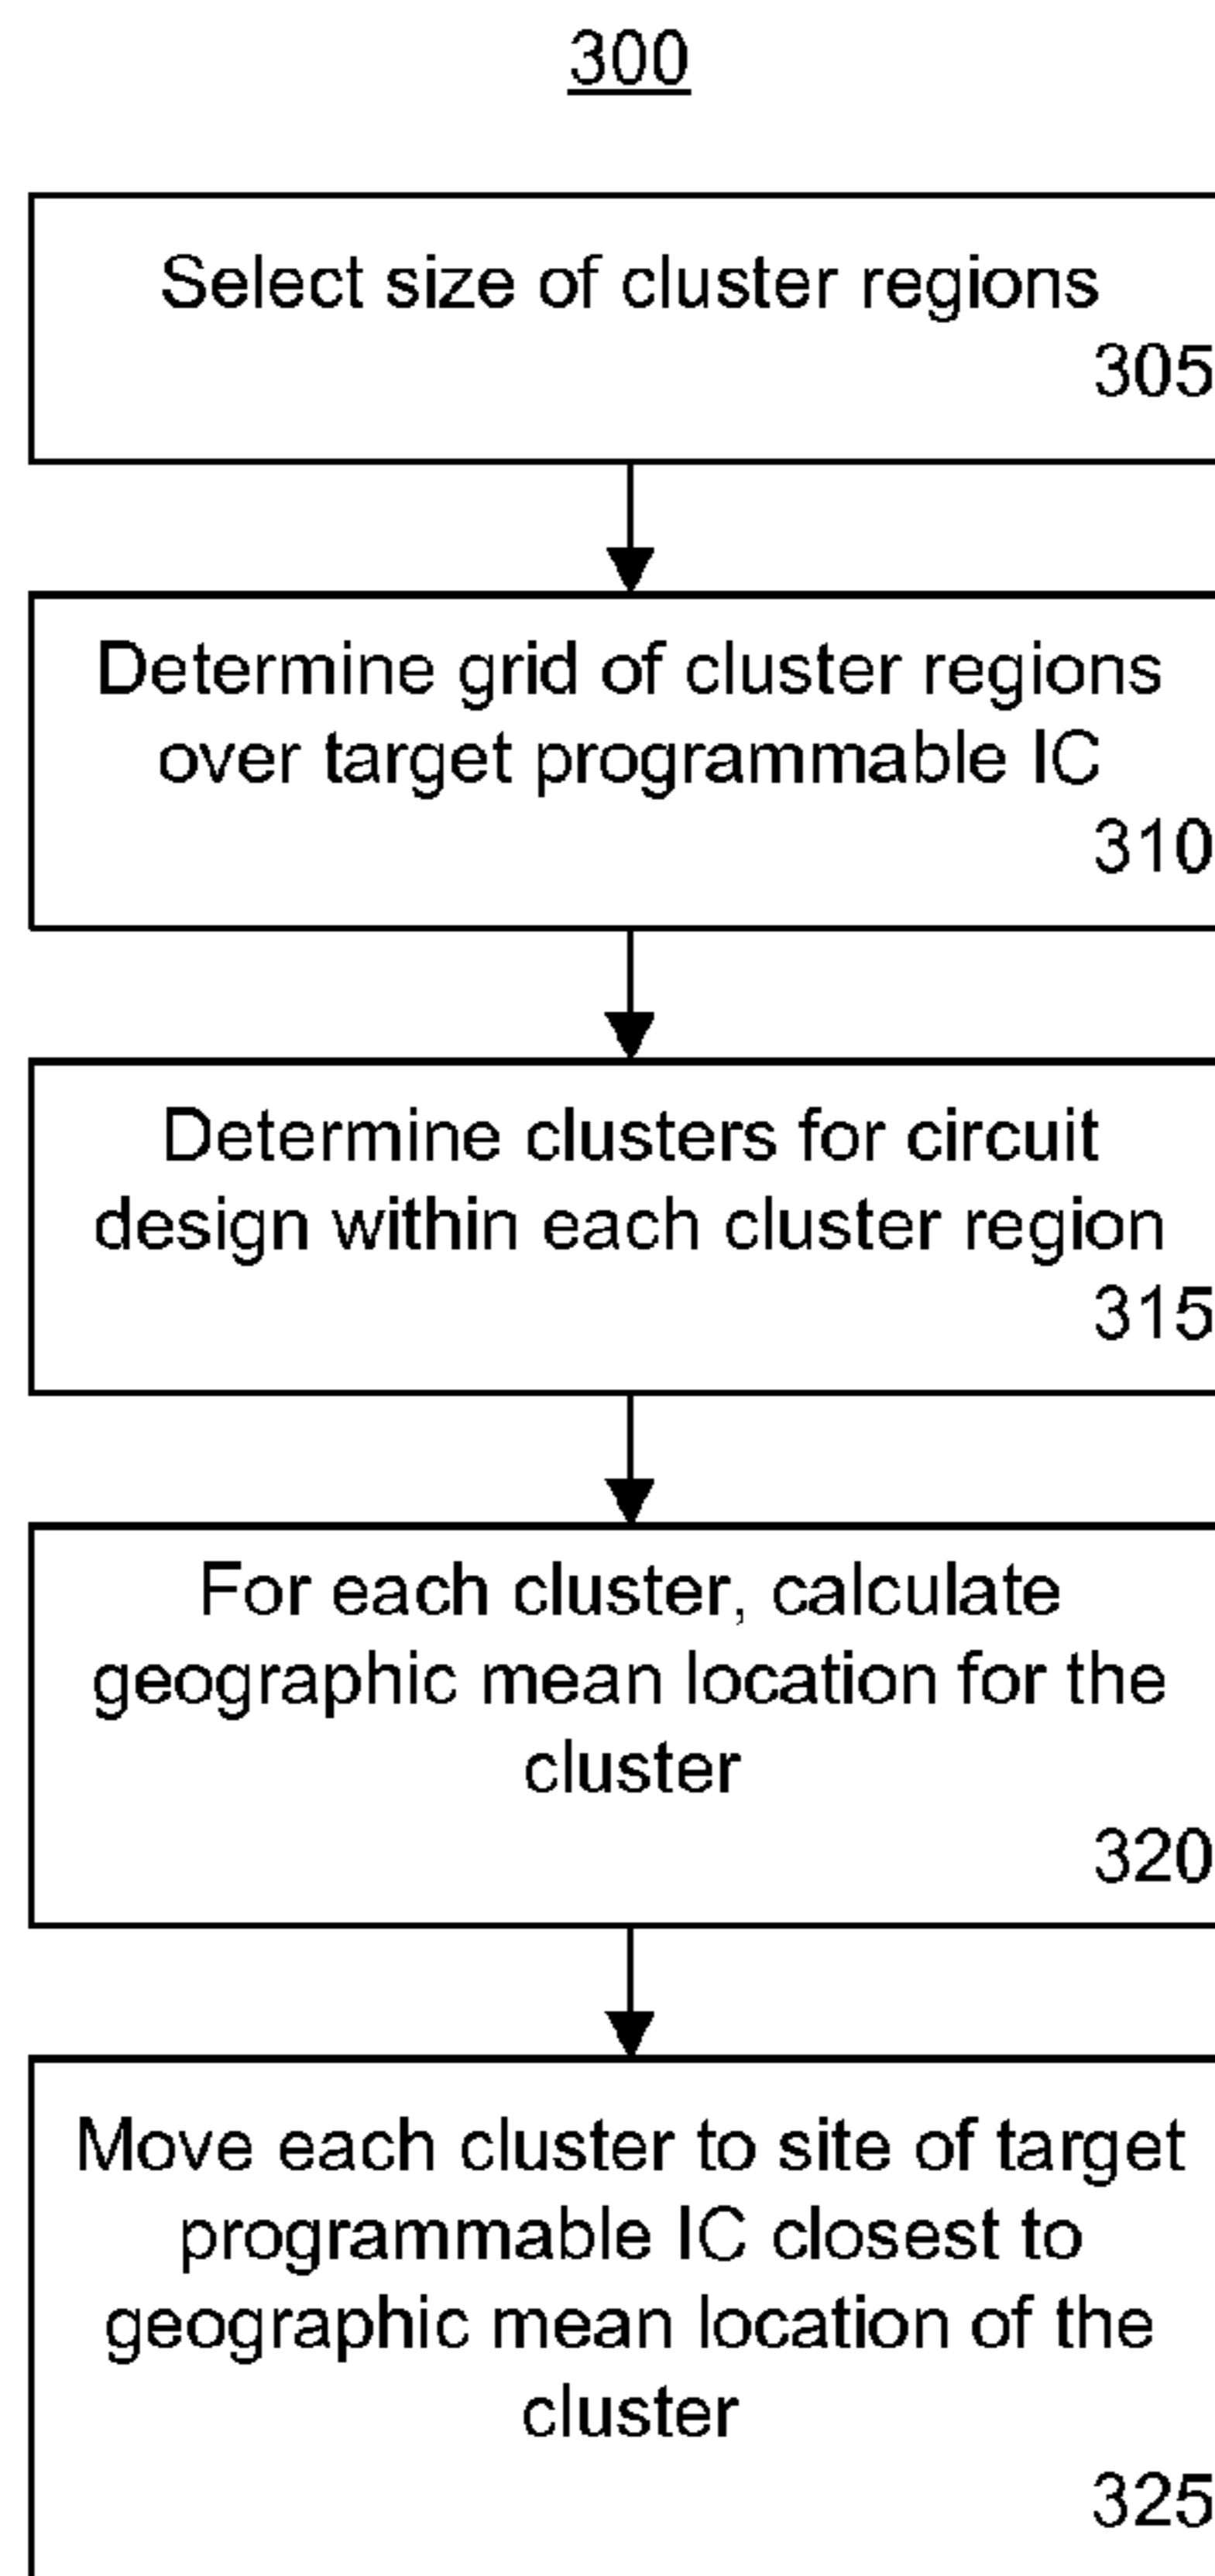 300
Select size of cluster regions
305
Determine grid of cluster regions
over target programmable IC
310
Determine clusters for circuit
design within each cluster region
315
For each cluster, calculate
geographic mean location for the
cluster
320
Move each cluster to site of target
programmable IC closest to
geographic mean location of the
cluster
325